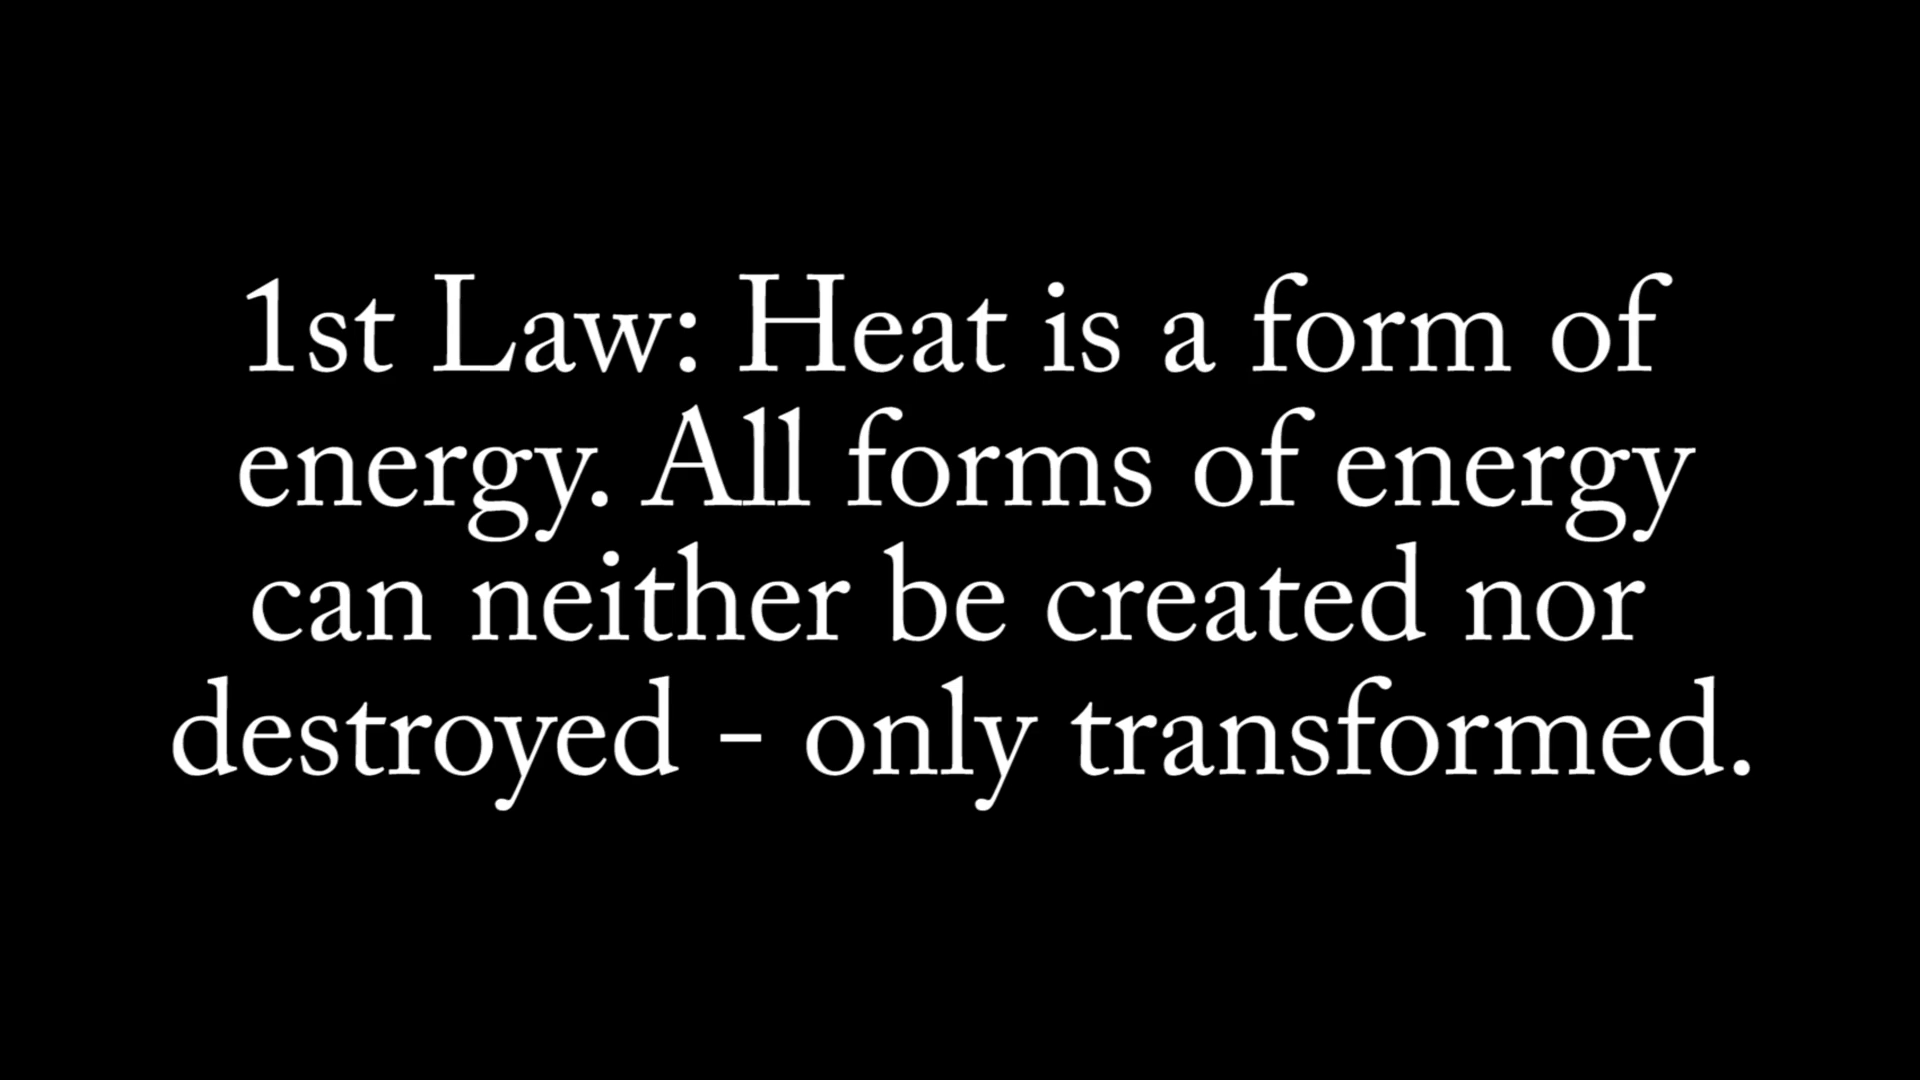 1st Law: Heat is a form of
energy. All forms of energy
can neither be created nor
destroyed - only transformed.